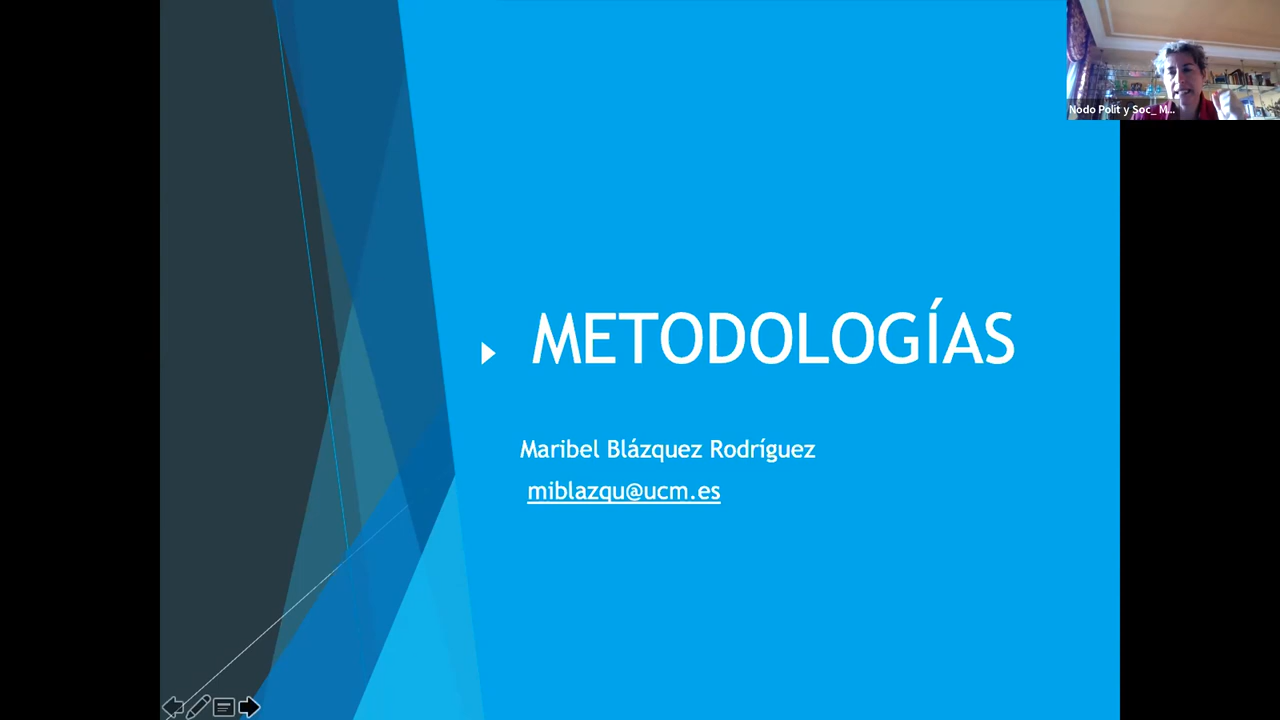 Nodo Polit y Soc_ M...
METODOLOGÍAS
Maribel Blázquez Rodríguez
miblazqu@ucm.es